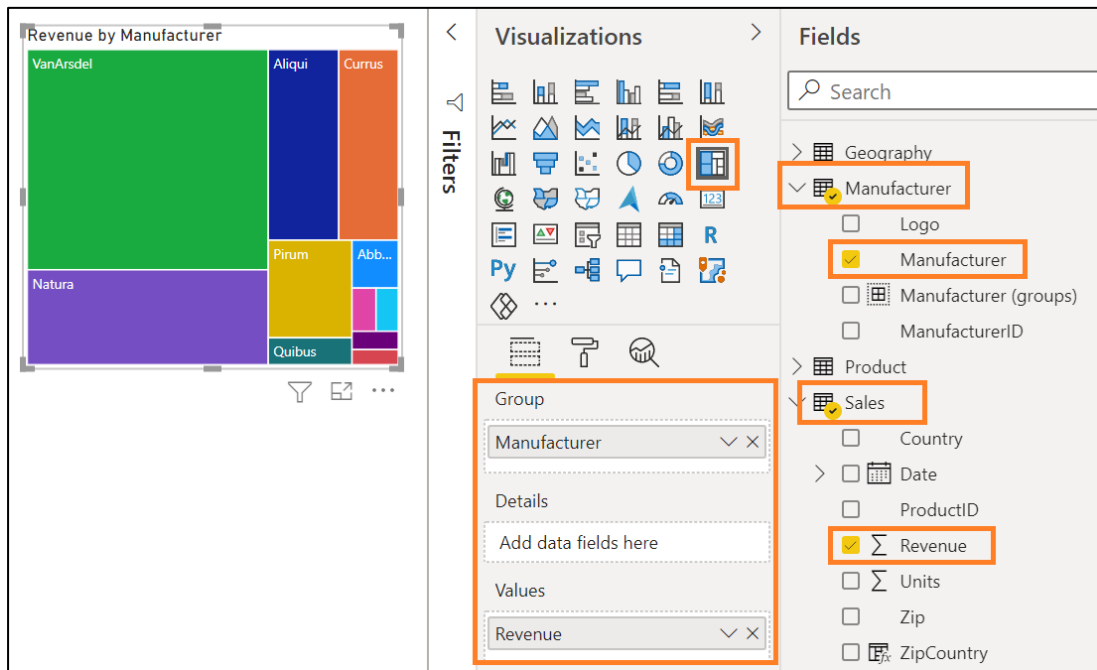 Revenue by Manufacturer
VanArsdel
Aliqui
Currus
Natura
Pirum
Abb...
Quibus
Filters
Visualizations
123
R
Py
Group
Manufacturer
Details
Add data fields here
Values
Revenue
Fields
Search
Geography
Manufacturer
Logo
Manufacturer
Manufacturer (groups)
ManufacturerID
Product
Sales
Country
Date
ProductID
Revenue
Units
Zip
ZipCountry